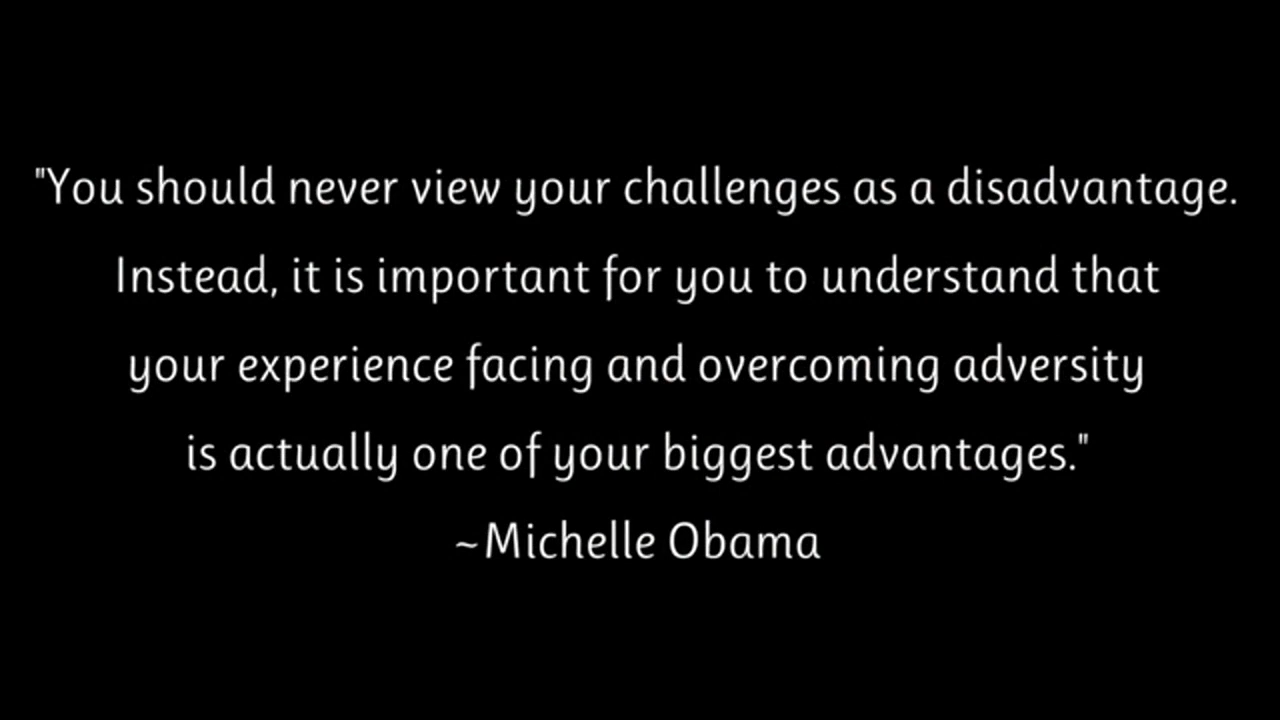 "You should never view your challenges as a disadvantage.
Instead, it is important for you to understand that
your experience facing and overcoming adversity
is actually one of your biggest advantages."
~Michelle Obama